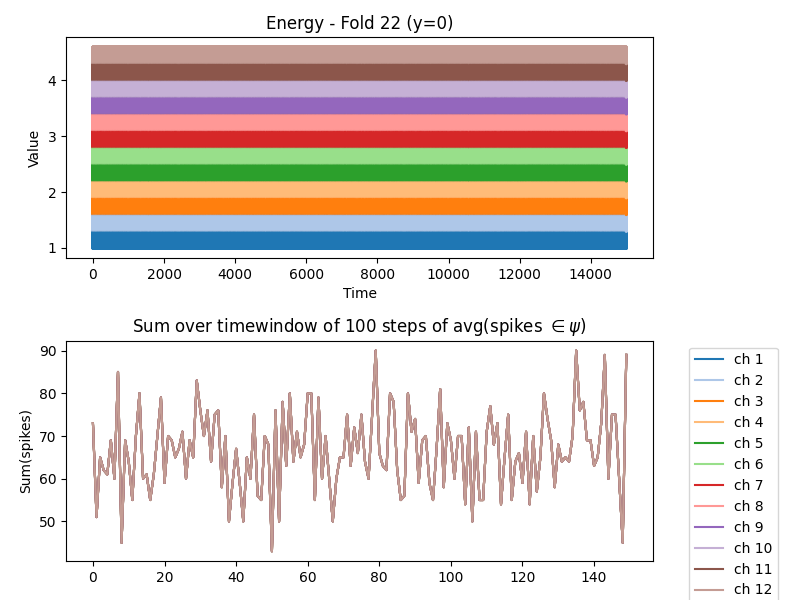 Energy - Fold 22 (y=0)
Value
4
3
2
1
0 2000 4000 6000 8000 10000 12000 14000
Time
Sum over timewindow of 100 steps of avg(spikes ∈ ψ)
Sum(spikes)
90
80
70
60
50
0 20 40 60 80 100 120 140
ch 1
ch 2
ch 3
ch 4
ch 5
ch 6
ch 7
ch 8
ch 9
ch 10
ch 11
ch 12